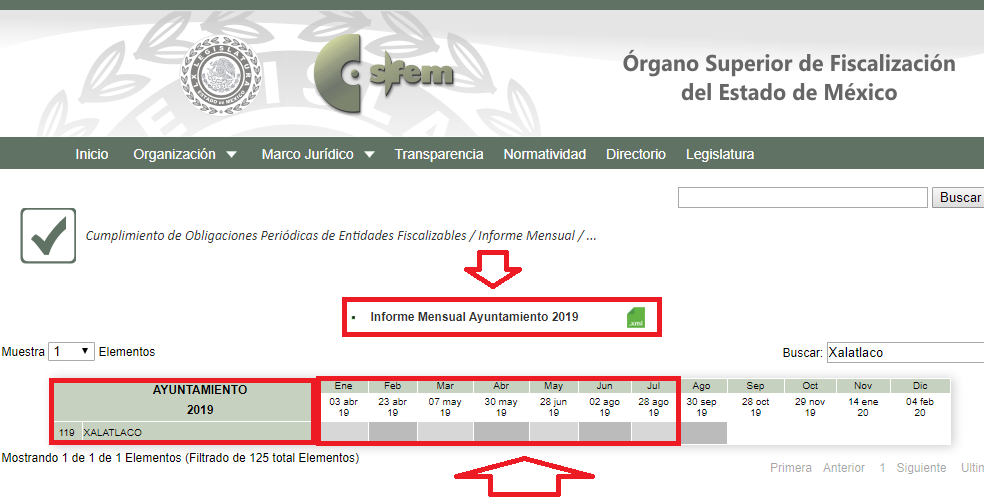 Órgano Superior de Fiscalización
del Estado de México
osfem
Inicio Organización Marco Jurídico Transparencia Normatividad Directorio Legislatura
Buscar
Cumplimiento de Obligaciones Periódicas de Entidades Fiscalizables / Informe Mensual / ...
▪ Informe Mensual Ayuntamiento 2019 .xml
Muestra 1 Elementos
Buscar: Xalatlaco
AYUNTAMIENTO Ene Feb Mar Abr May Jun Jul Ago Sep Oct Nov Dic
2019 03 abr 23 abr 07 may 30 may 28 jun 02 ago 28 ago 30 sep 28 oct 29 nov 14 ene 04 feb
19 19 19 19 19 19 19 19 19 19 20 20
119 XALATLACO
Mostrando 1 de 1 de 1 Elementos (Filtrado de 125 total Elementos)
Primera Anterior 1 Siguiente Ultim